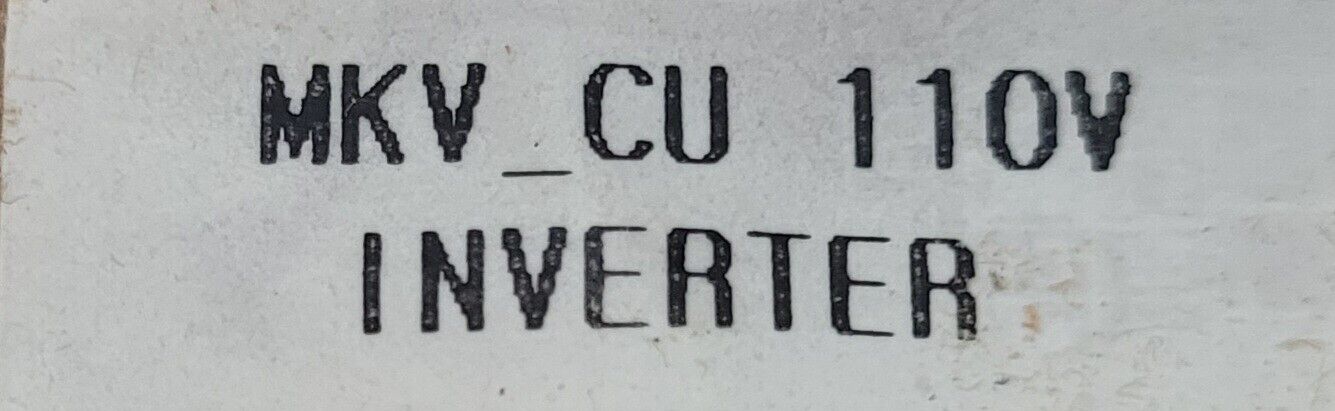 MKV_CU 110V
INVERTER